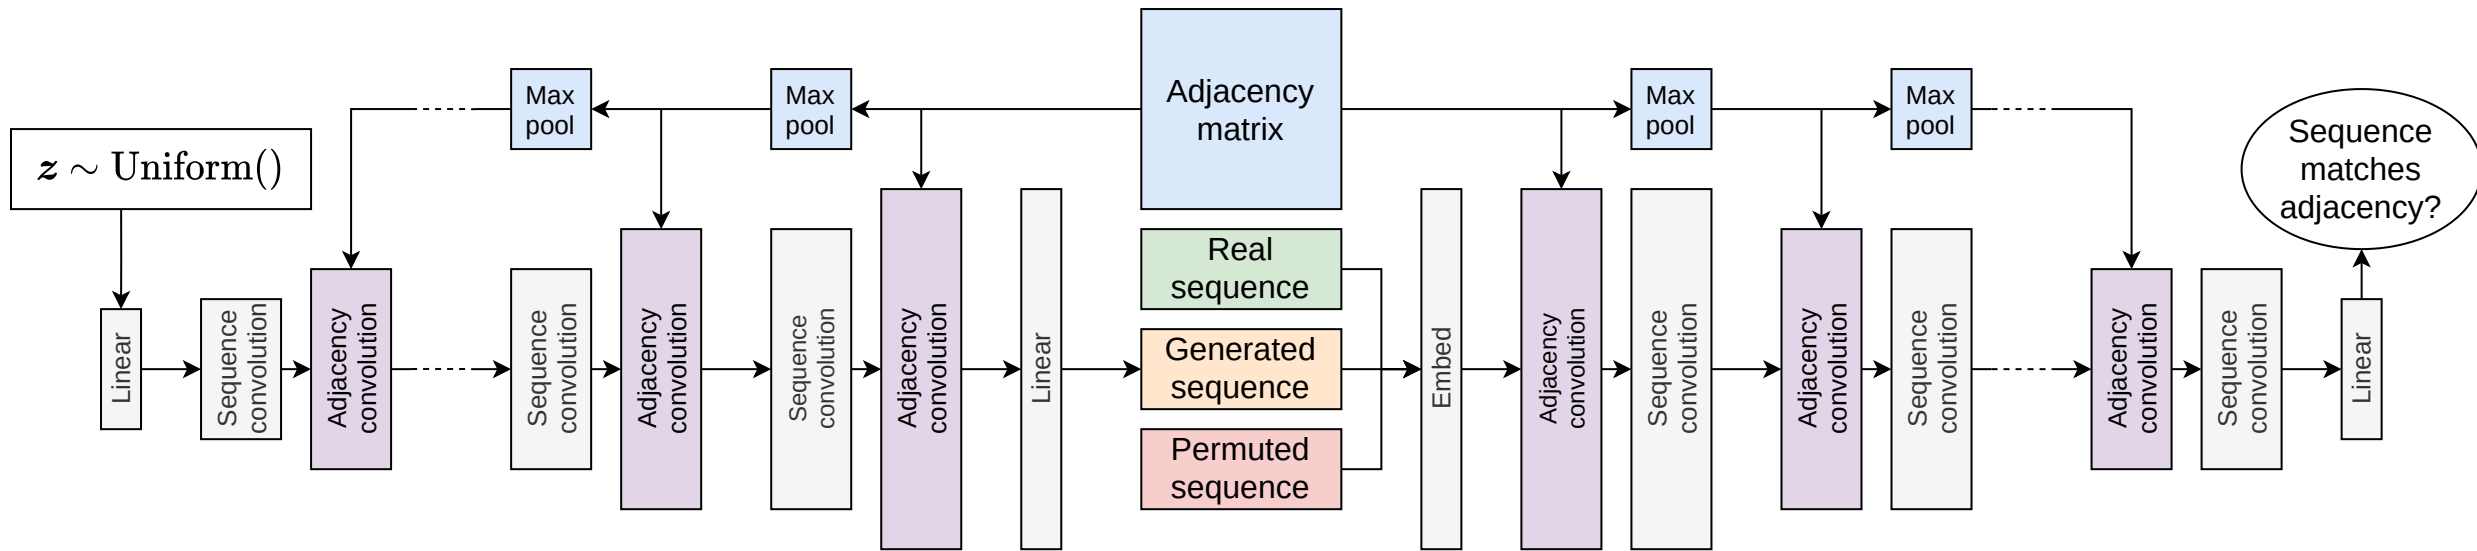 Max
pool
Max
pool
Adjacency
matrix
Max
pool
Max
pool
z ∼ Uniform()
Sequence
matches
adjacency?
Linear
Sequence
convolution
Adjacency
convolution
Sequence
convolution
Adjacency
convolution
Sequence
convolution
Adjacency
convolution
Linear
Real
sequence
Generated
sequence
Permuted
sequence
Embed
Adjacency
convolution
Sequence
convolution
Adjacency
convolution
Sequence
convolution
Adjacency
convolution
Sequence
convolution
Linear